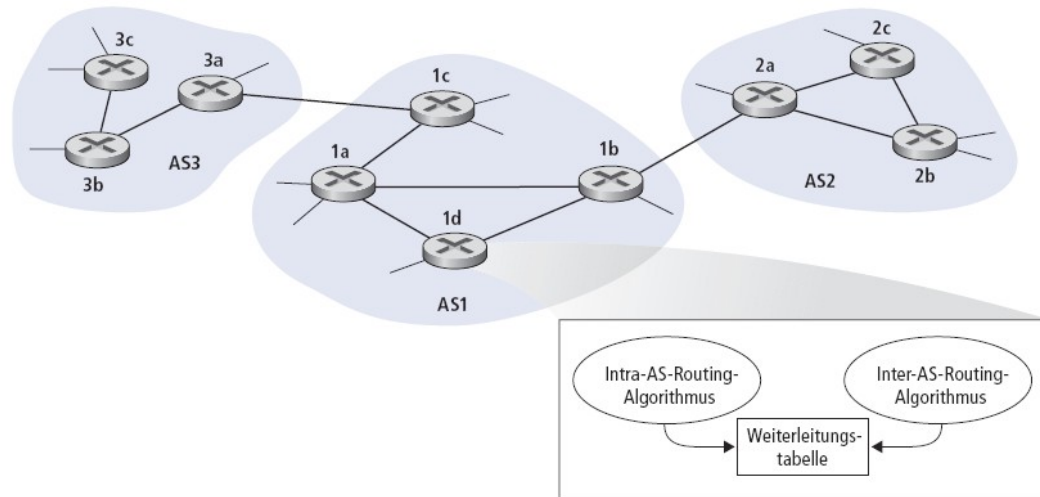 3c
3a
3b
AS3
1c
1a
1b
1d
AS1
2c
2a
2b
AS2
Intra-AS-Routing-
Algorithmus
Inter-AS-Routing-
Algorithmus
Weiterleitungs-
tabelle